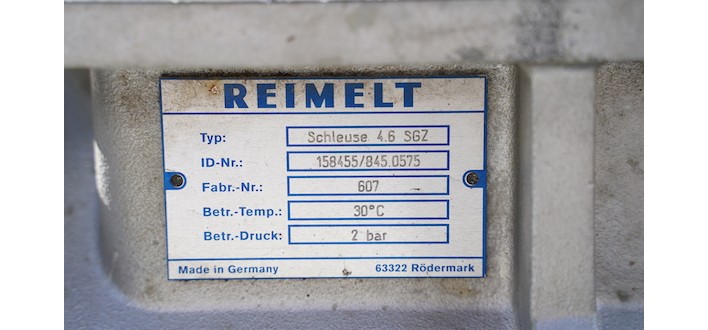 REIMELT
Typ: Schleuse 4.6 SGZ
ID-Nr.: 158455/845.0575
Fabr.-Nr.: 607
Betr.-Temp.: 30°C
Betr.-Druck: 2 bar
Made in Germany 63322 Rödermark